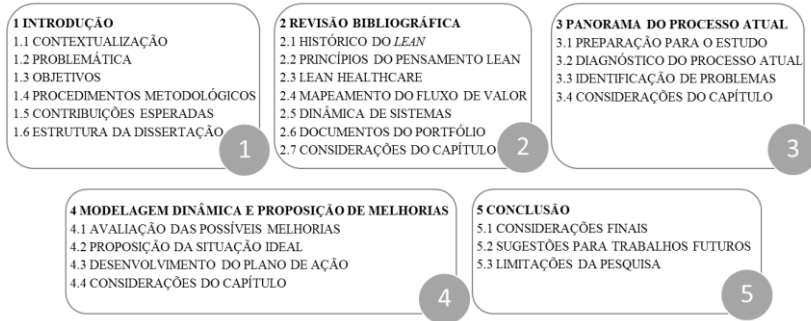 1 INTRODUÇÃO
1.1 CONTEXTUALIZAÇÃO
1.2 PROBLEMÁTICA
1.3 OBJETIVOS
1.4 PROCEDIMENTOS METODOLÓGICOS
1.5 CONTRIBUIÇÕES ESPERADAS
1.6 ESTRUTURA DA DISSERTAÇÃO
1
2 REVISÃO BIBLIOGRÁFICA
2.1 HISTÓRICO DO LEAN
2.2 PRINCÍPIOS DO PENSAMENTO LEAN
2.3 LEAN HEALTHCARE
2.4 MAPEAMENTO DO FLUXO DE VALOR
2.5 DINÂMICA DE SISTEMAS
2.6 DOCUMENTOS DO PORTFÓLIO
2.7 CONSIDERAÇÕES DO CAPÍTULO
2
3 PANORAMA DO PROCESSO ATUAL
3.1 PREPARAÇÃO PARA O ESTUDO
3.2 DIAGNÓSTICO DO PROCESSO ATUAL
3.3 IDENTIFICAÇÃO DE PROBLEMAS
3.4 CONSIDERAÇÕES DO CAPÍTULO
3
4 MODELAGEM DINÂMICA E PROPOSIÇÃO DE MELHORIAS
4.1 AVALIAÇÃO DAS POSSÍVEIS MELHORIAS
4.2 PROPOSIÇÃO DA SITUAÇÃO IDEAL
4.3 DESENVOLVIMENTO DO PLANO DE AÇÃO
4.4 CONSIDERAÇÕES DO CAPÍTULO
4
5 CONCLUSÃO
5.1 CONSIDERAÇÕES FINAIS
5.2 SUGESTÕES PARA TRABALHOS FUTUROS
5.3 LIMITAÇÕES DA PESQUISA
5